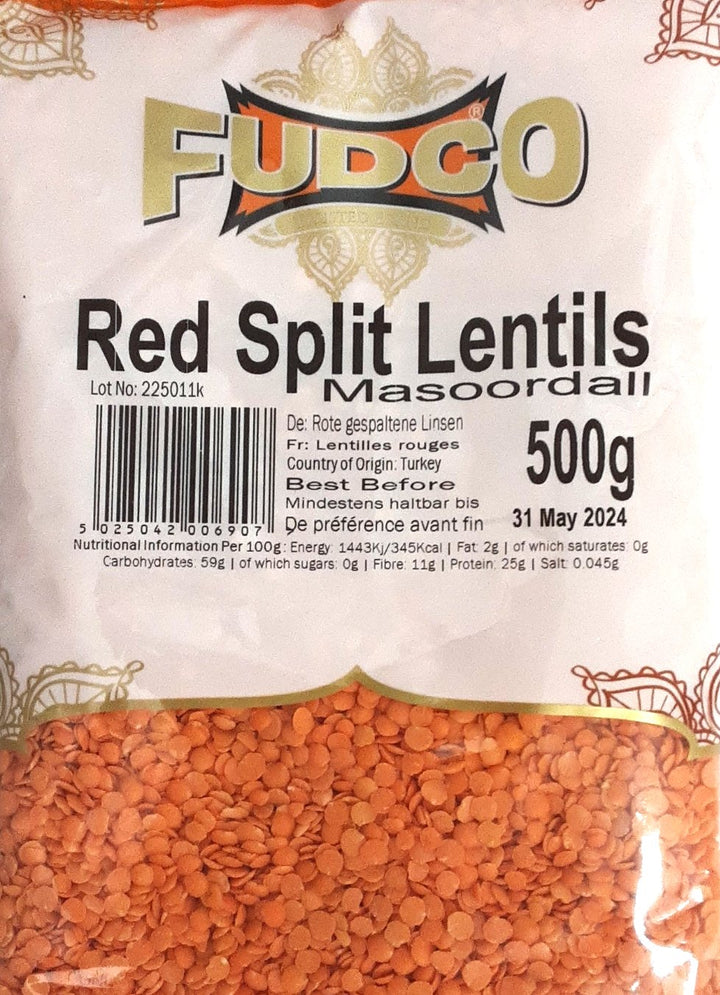 FUDCO®
TRUSTED BRAND
Red Split Lentils
Masoordall
Lot No: 225011k
De: Rote gespaltene Linsen
Fr: Lentilles rouges
Country of Origin: Turkey
500g
Best Before
Mindestens haltbar bis
De préférence avant fin
31 May 2024
5 025042 006907
Nutritional Information Per 100g: Energy: 1443Kj/345Kcal | Fat: 2g | of which saturates: 0g
Carbohydrates: 59g | of which sugars: 0g | Fibre: 11g | Protein: 25g | Salt: 0.045g